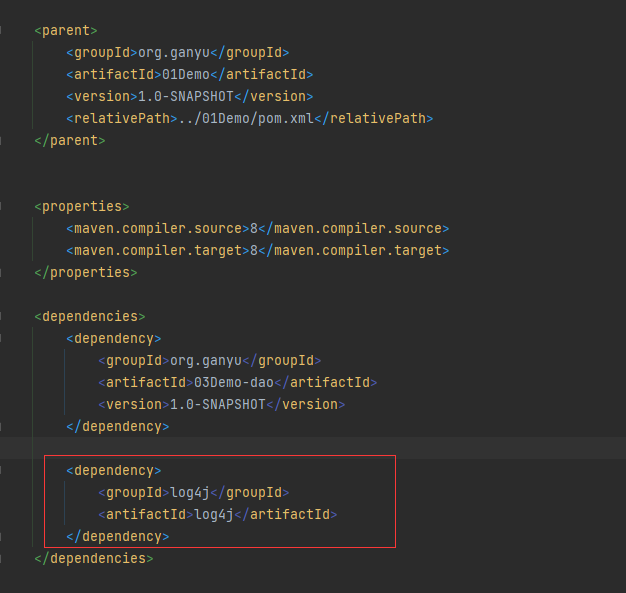 <parent>
<groupId>org.ganyu</groupId>
<artifactId>01Demo</artifactId>
<version>1.0-SNAPSHOT</version>
<relativePath>../01Demo/pom.xml</relativePath>
</parent>
<properties>
<maven.compiler.source>8</maven.compiler.source>
<maven.compiler.target>8</maven.compiler.target>
</properties>
<dependencies>
<dependency>
<groupId>org.ganyu</groupId>
<artifactId>03Demo-dao</artifactId>
<version>1.0-SNAPSHOT</version>
</dependency>
<dependency>
<groupId>log4j</groupId>
<artifactId>log4j</artifactId>
</dependency>
</dependencies>